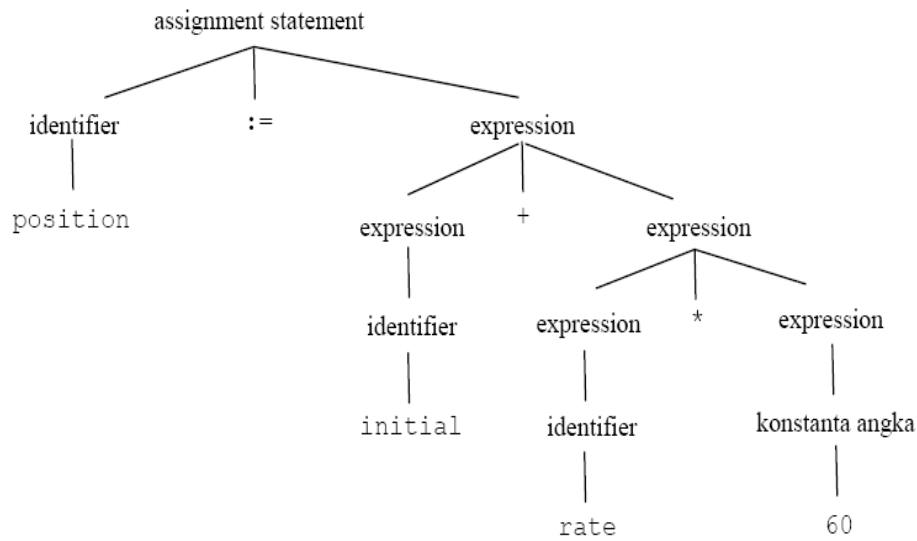 assignment statement
identifier := expression
position
expression + expression
identifier expression * expression
initial identifier konstanta angka
rate 60